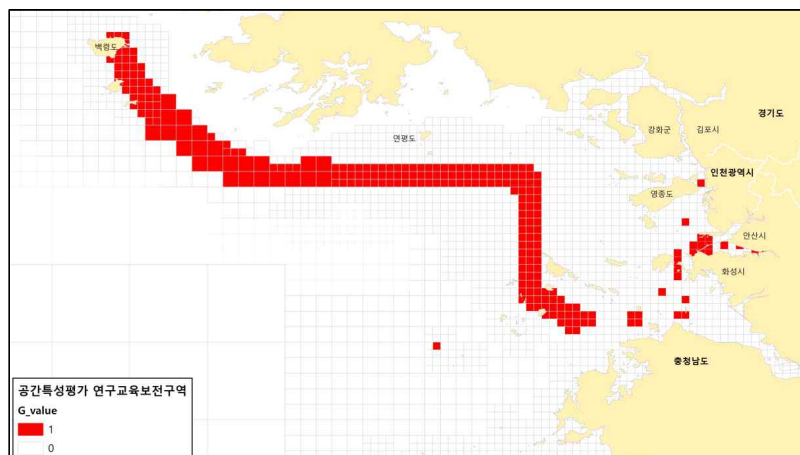 백령도
경기도
강화군
김포시
연평도
인천광역시
영종도
안산시
화성시
충청남도
공간특성평가 연구교육보전구역
G_value
1
0